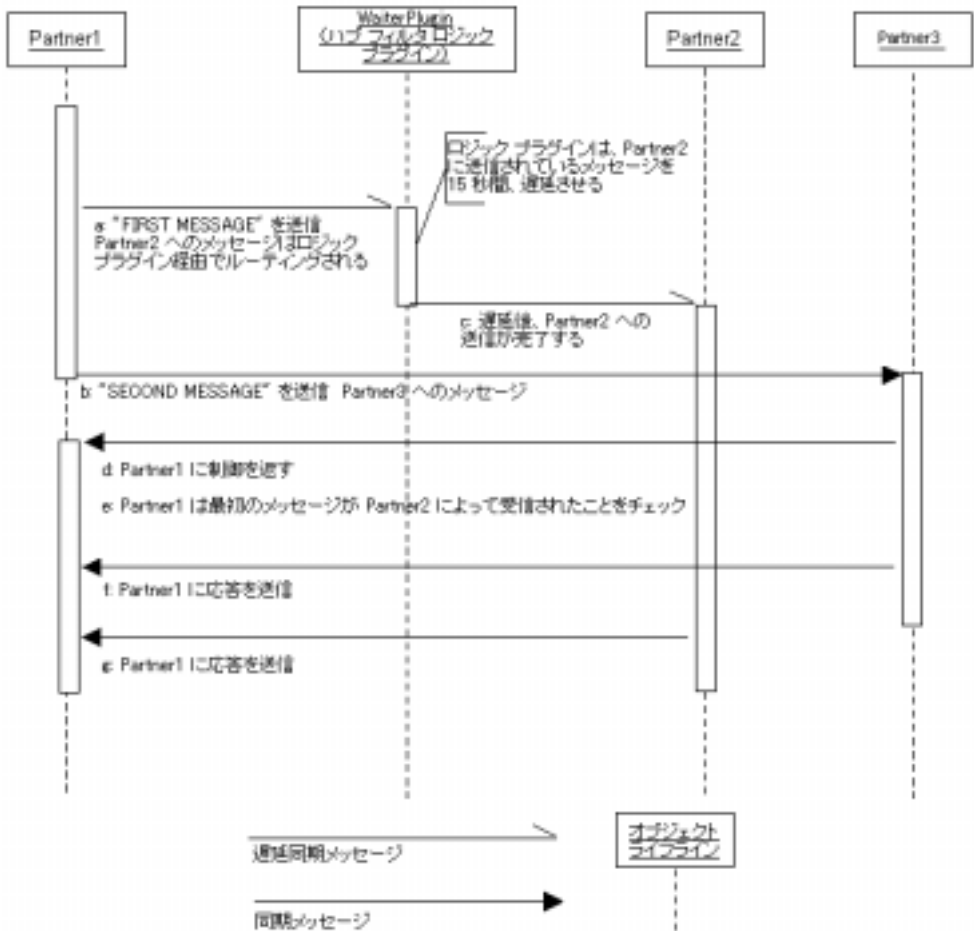 Partner1
WaiterPlugin
(ハブ フィルタ ロジック
プラグイン)
Partner2
Partner3
ロジック プラグインは、Partner2
に送信されているメッセージを
15 秒間、遅延させる
a: "FIRST MESSAGE" を送信
Partner2 へのメッセージはロジック
プラグイン経由でルーティングされる
c: 遅延後、Partner2 への
送信が完了する
b: "SECOND MESSAGE" を送信 Partner3 へのメッセージ
d: Partner1 に制御を返す
e: Partner1 は最初のメッセージが Partner2 によって受信されたことをチェック
f: Partner1 に応答を送信
g: Partner1 に応答を送信
遅延同期メッセージ
オブジェクト
ライフライン
同期メッセージ